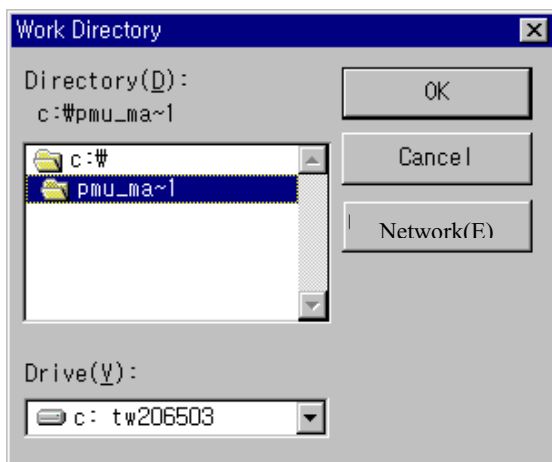 Work Directory
Directory(D):
c:₩pmu_ma~1
c:₩
pmu_ma~1
Drive(V):
c: tw206503
OK
Cancel
Network(E)